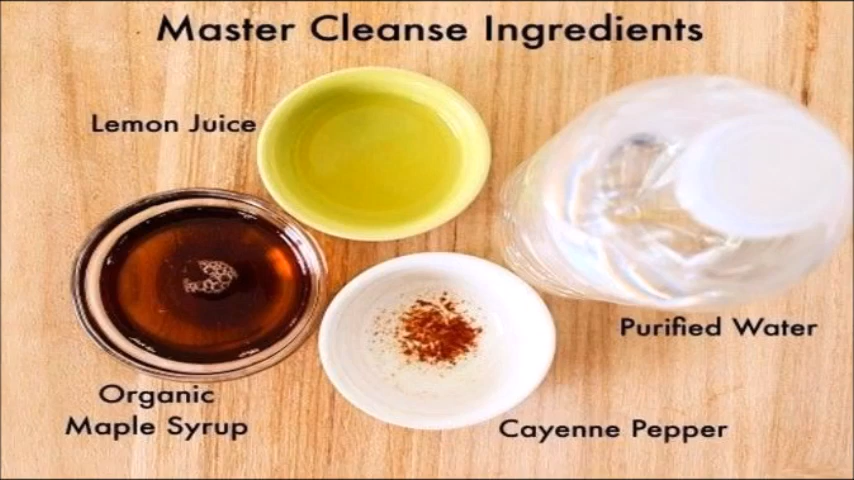 Master Cleanse Ingredients
Lemon Juice
Purified Water
Organic
Maple Syrup
Cayenne Pepper